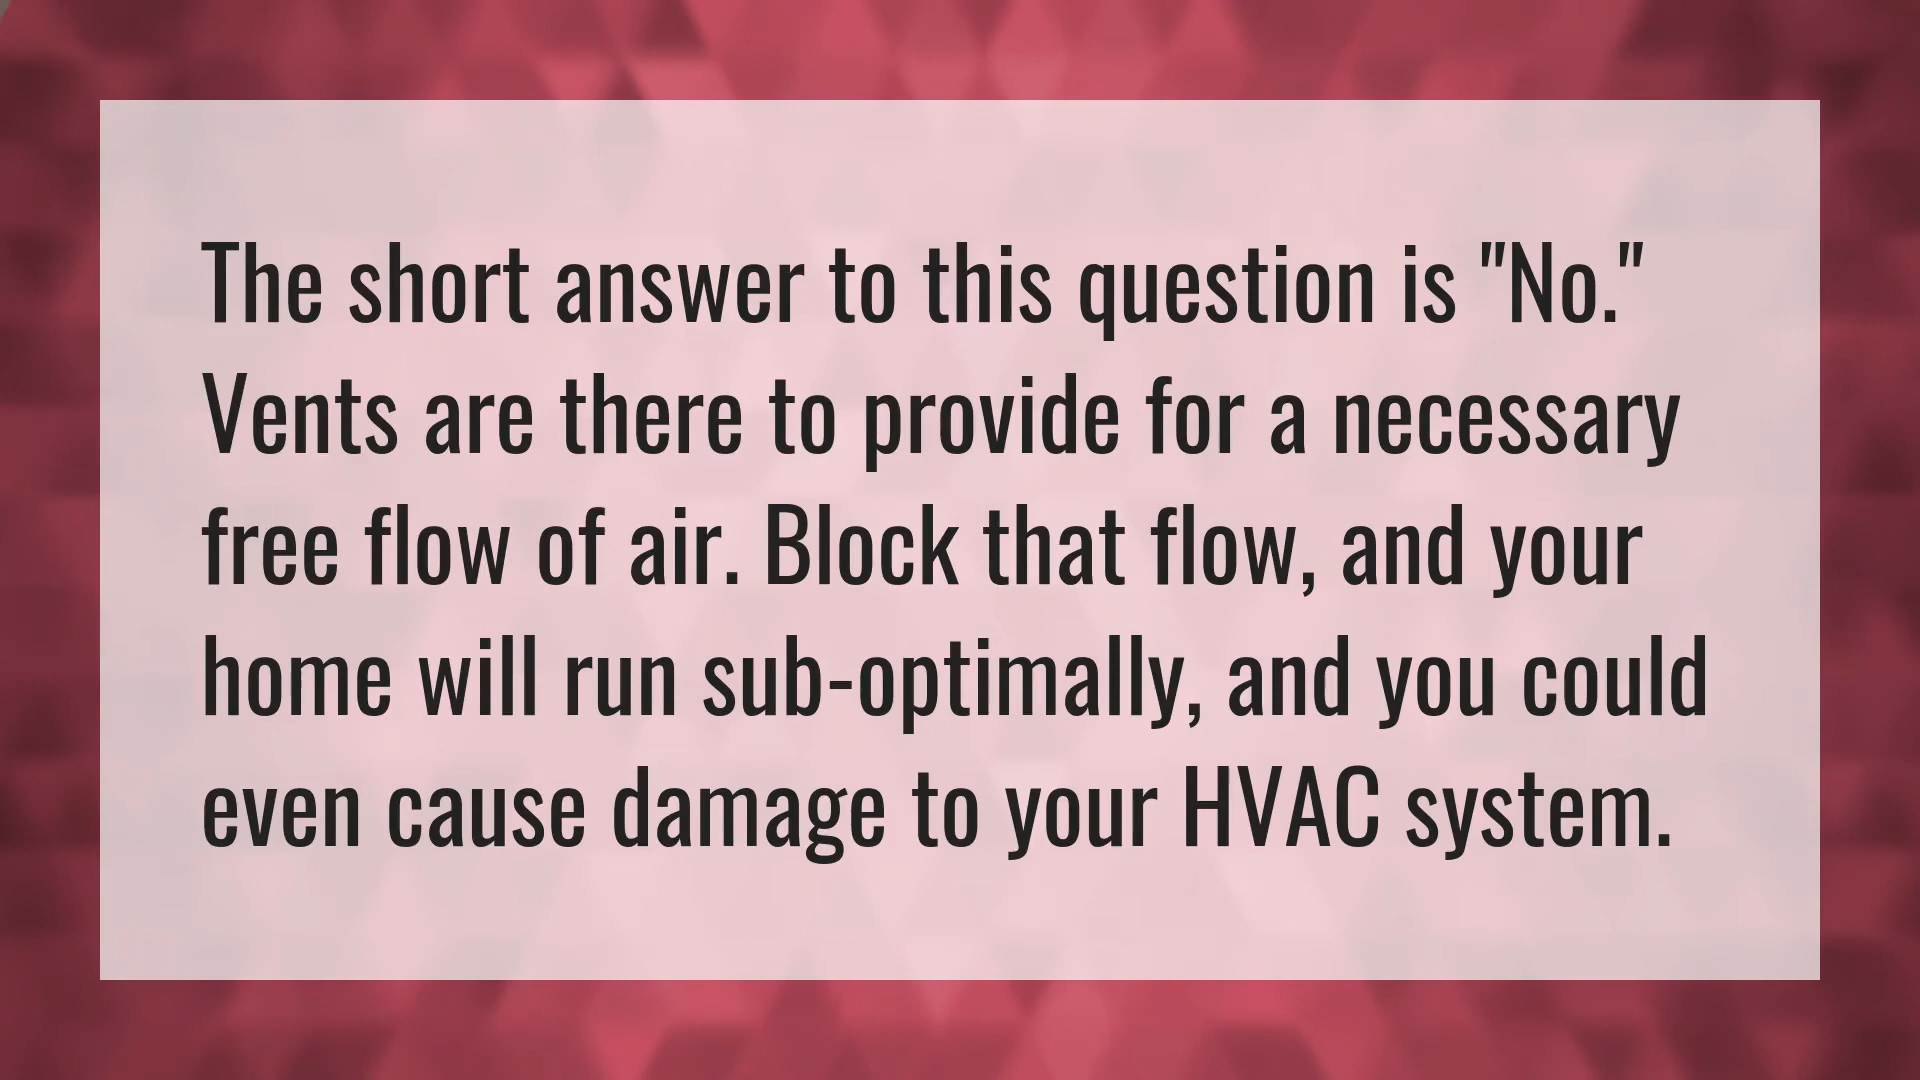 The short answer to this question is "No."
Vents are there to provide for a necessary
free flow of air. Block that flow, and your
home will run sub-optimally, and you could
even cause damage to your HVAC system.